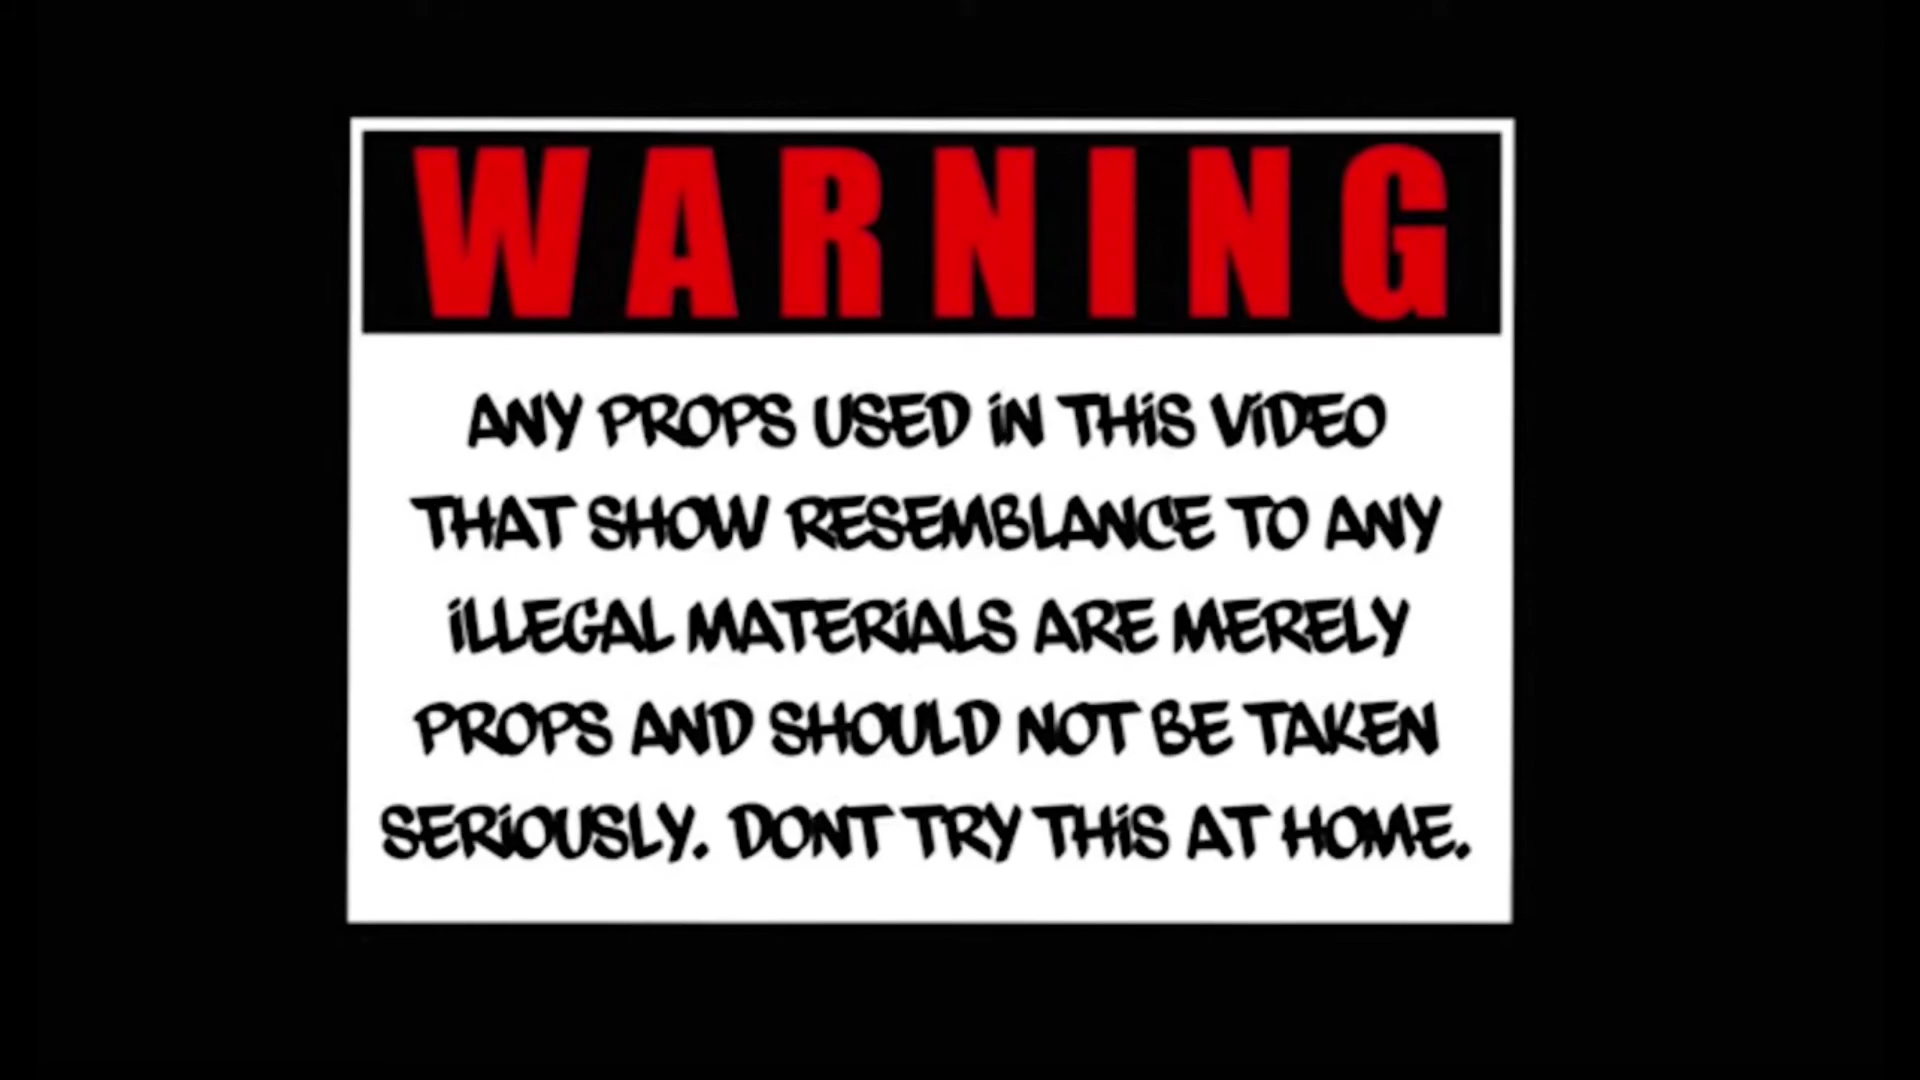 WARNING
ANY PROPS USED iN THiS ViDEO
THAT SHOW RESEMBLANCE TO ANY
iLLEGAL MATERiALS ARE MERELY
PROPS AND SHOULD NOT BE TAKEN
SERiOUSLY. DONT TRY THiS AT HOME.